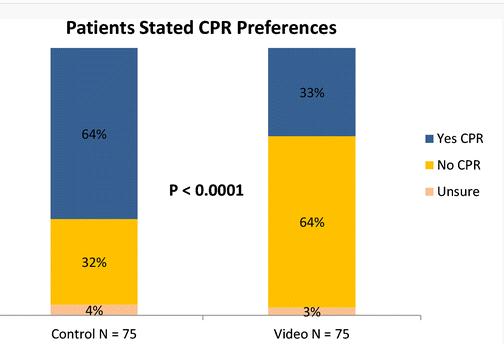 Patients Stated CPR Preferences
64%
33%
32%
64%
4%
3%
P < 0.0001
Yes CPR
No CPR
Unsure
Control N = 75
Video N = 75